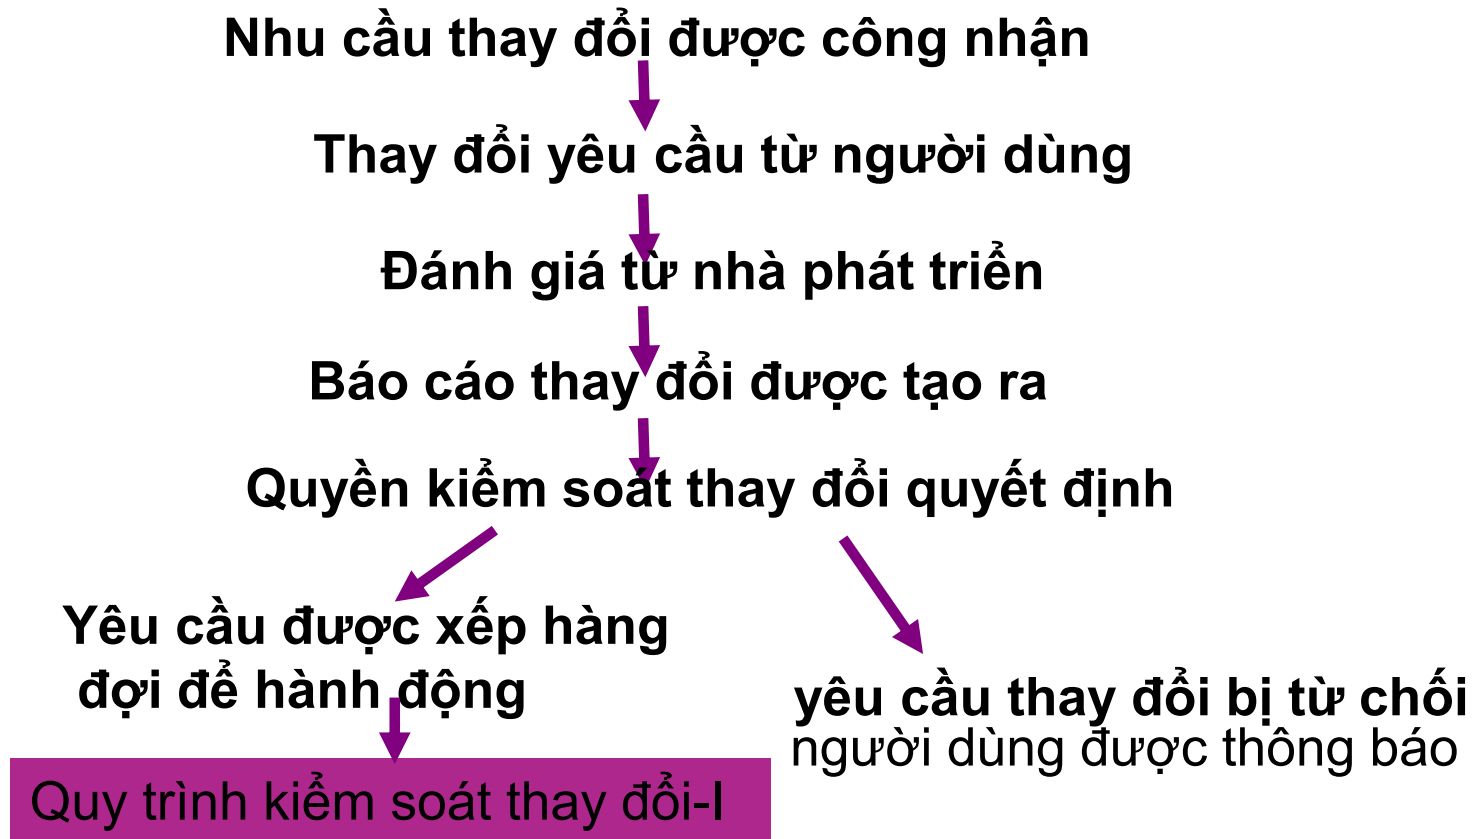 Nhu cầu thay đổi được công nhận
Thay đổi yêu cầu từ người dùng
Đánh giá từ nhà phát triển
Báo cáo thay đổi được tạo ra
Quyền kiểm soát thay đổi quyết định
Yêu cầu được xếp hàng
đợi để hành động
yêu cầu thay đổi bị từ chối
người dùng được thông báo
Quy trình kiểm soát thay đổi-I